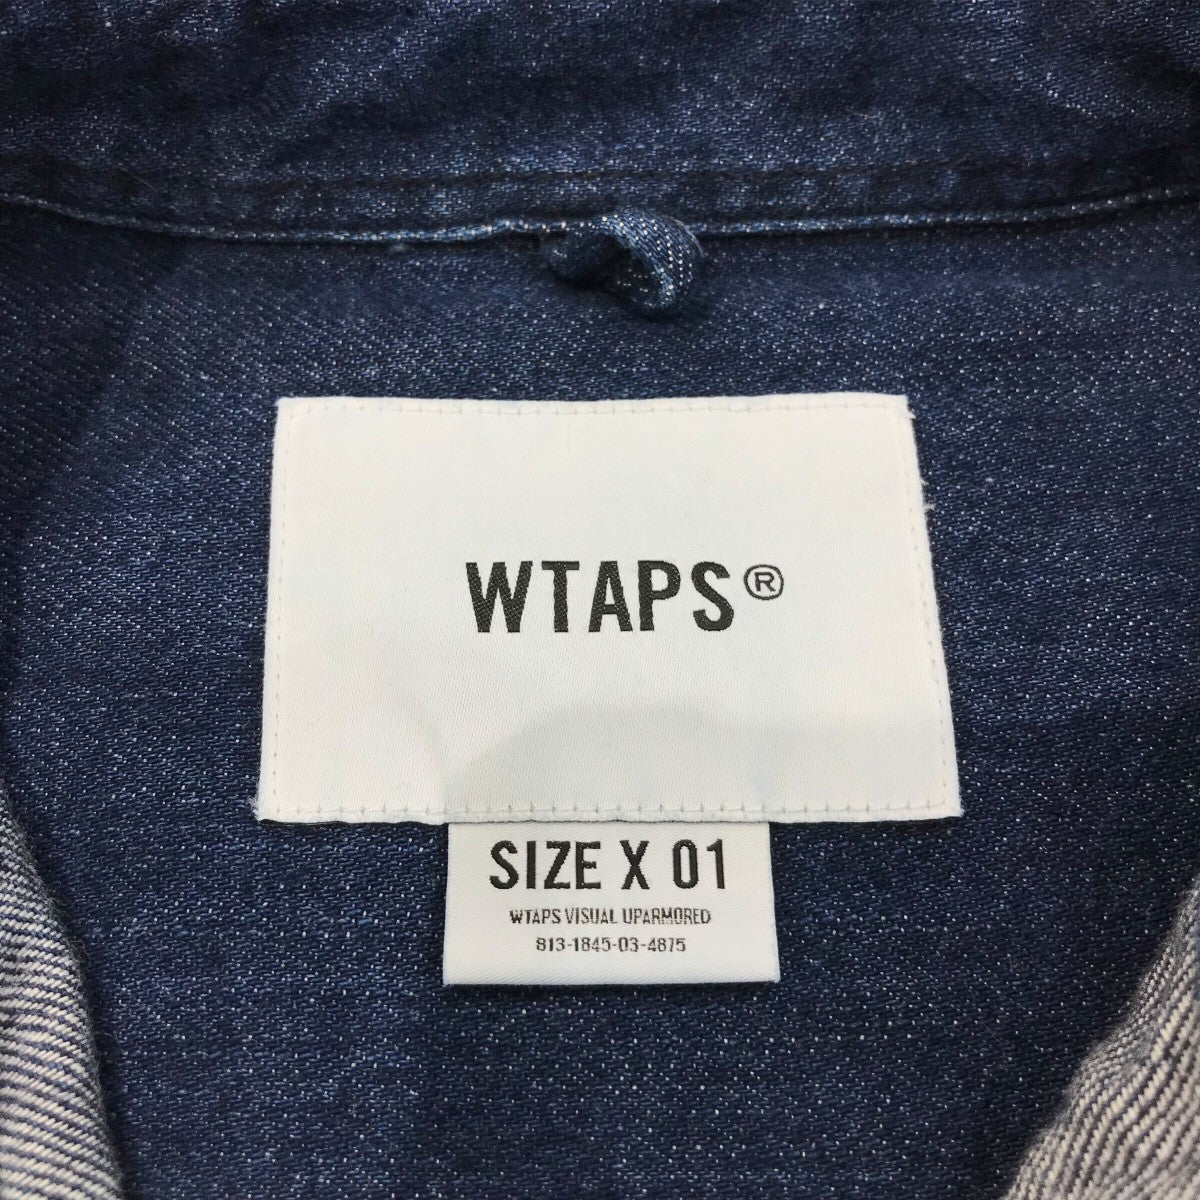 WTAPS®
SIZE X 01
WTAPS VISUAL UPARMORED
813-1845-03-4875